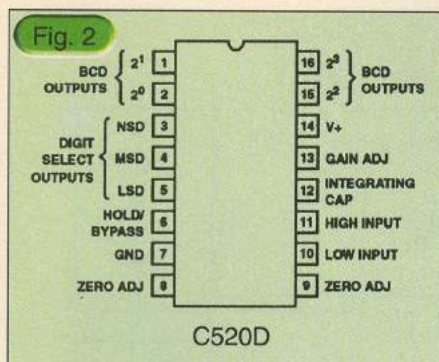 Fig. 2
BCD OUTPUTS
2¹ 1
2⁰ 2
DIGIT SELECT OUTPUTS
NSD 3
MSD 4
LSD 5
HOLD/ BYPASS 6
GND 7
ZERO ADJ 8
16 2³
15 2²
BCD OUTPUTS
14 V+
13 GAIN ADJ
12 INTEGRATING CAP
11 HIGH INPUT
10 LOW INPUT
9 ZERO ADJ
C520D